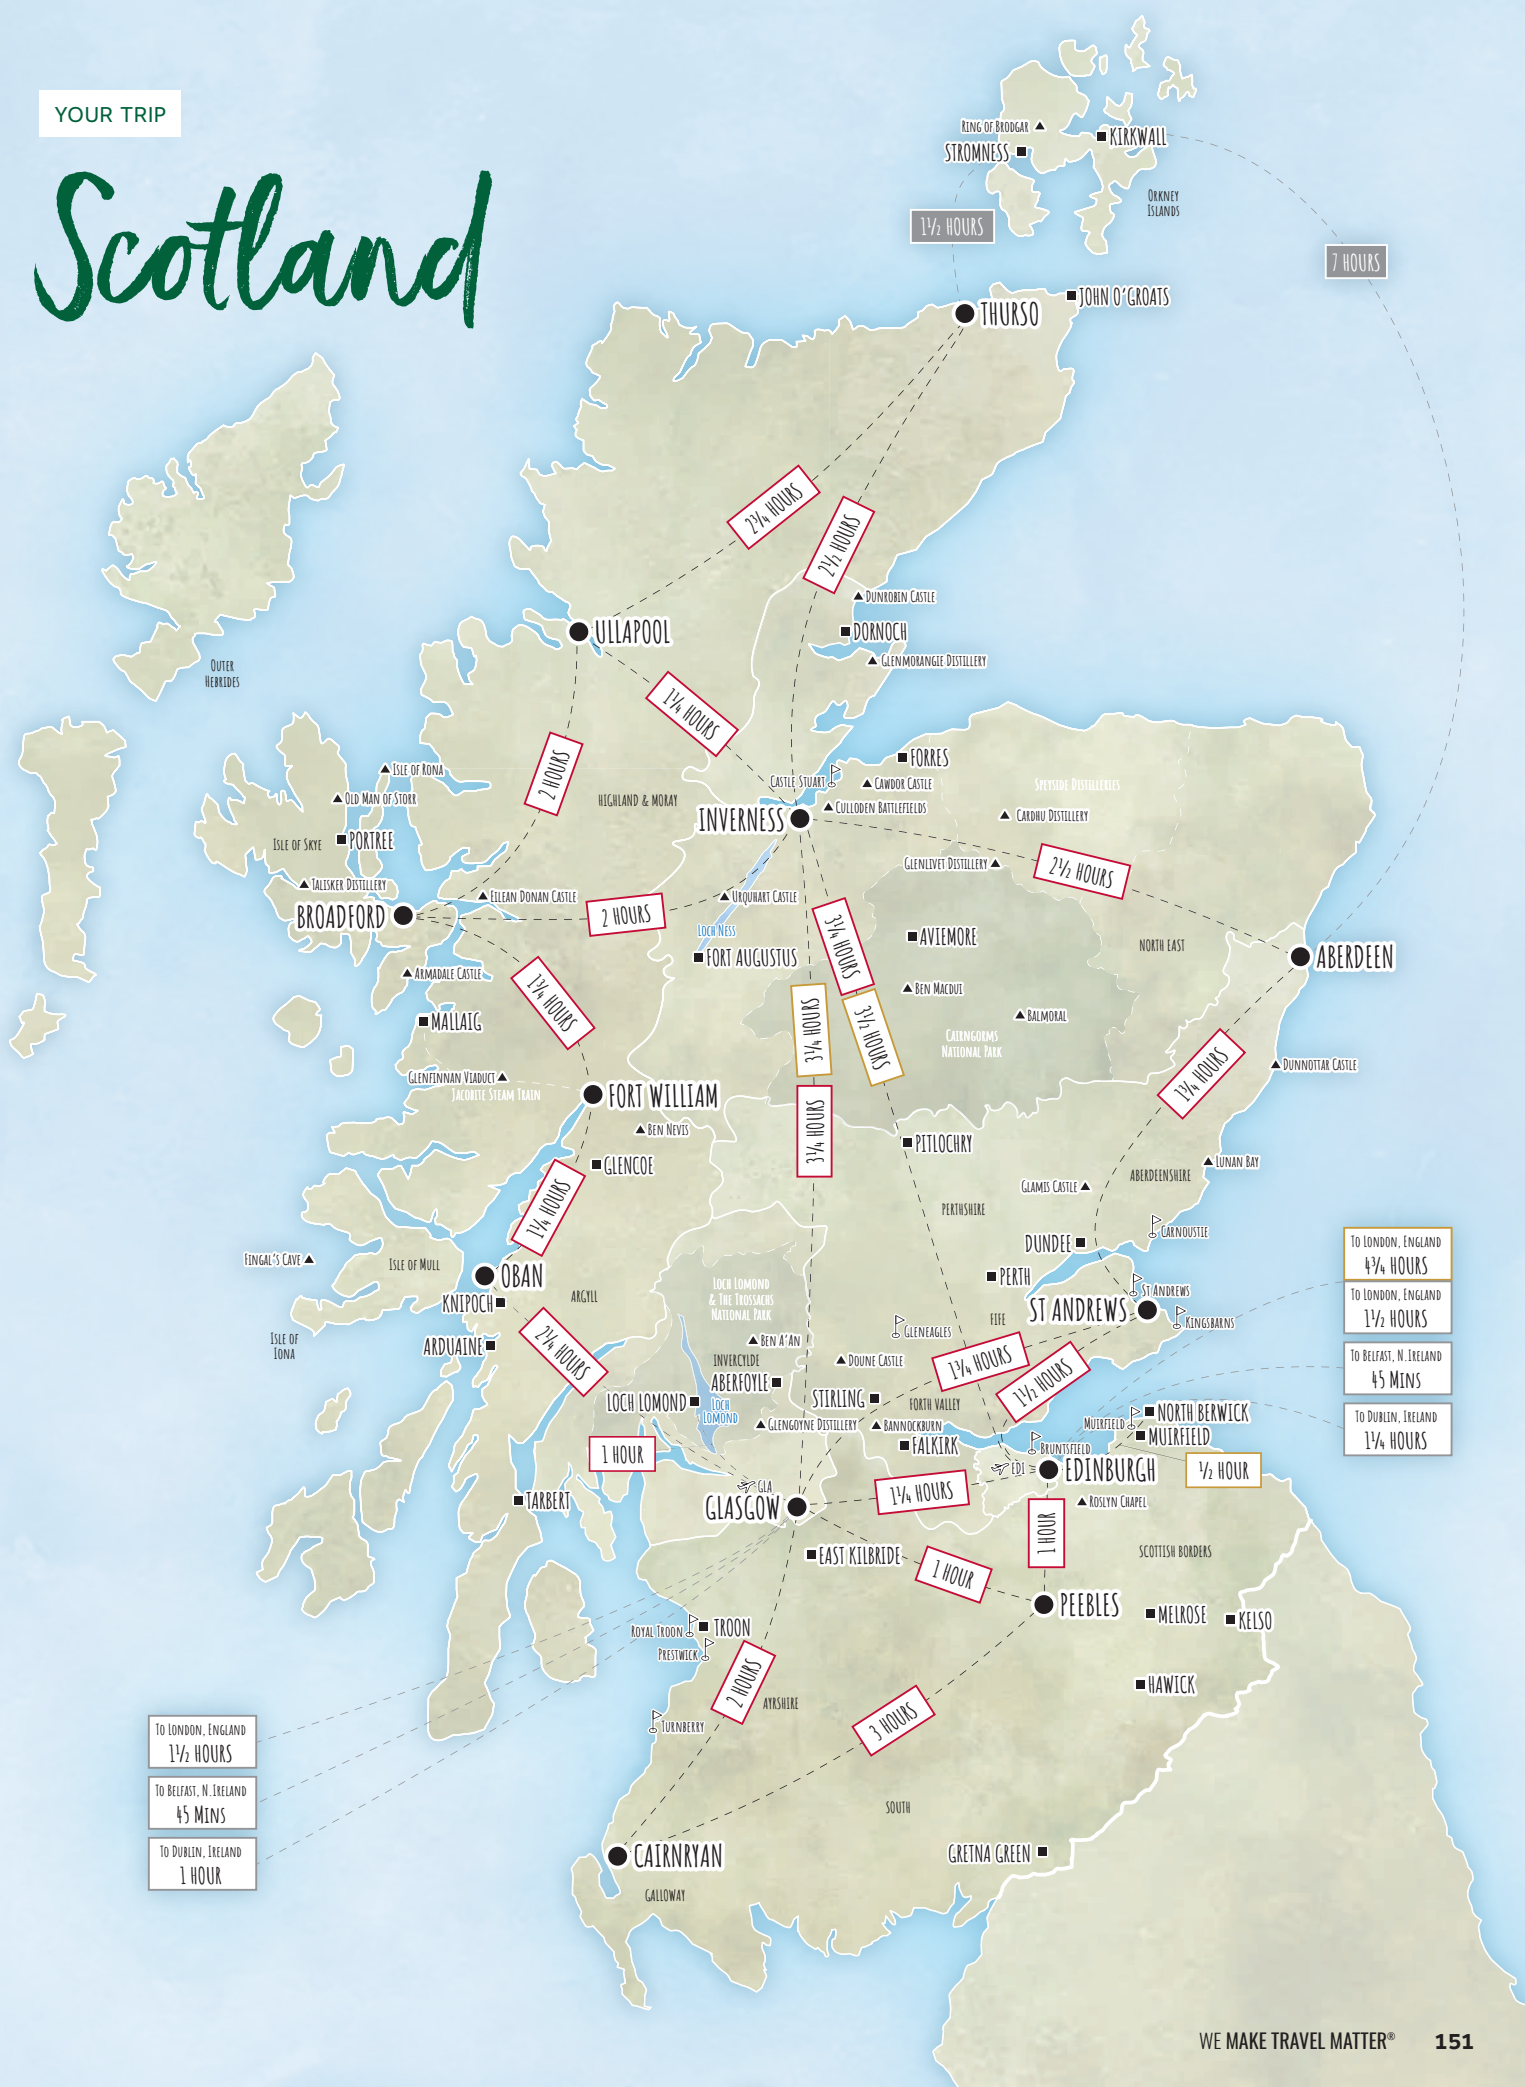 YOUR TRIP
Scotland
RING OF BRODGAR
KIRKWALL
STROMNESS
ORKNEY
ISLANDS
1½ HOURS
7 HOURS
JOHN O'GROATS
THURSO
2¾ HOURS
2½ HOURS
DUNROBIN CASTLE
ULLAPOOL
DORNOCH
GLENMORANGIE DISTILLERY
OUTER
HEBRIDES
1¼ HOURS
2 HOURS
FORRES
ISLE OF RONA
CASTLE STUART
CAWDOR CASTLE
SPEYSIDE DISTILLERIES
OLD MAN OF STORR
HIGHLAND & MORAY
CULLODEN BATTLEFIELDS
CARDHU DISTILLERY
INVERNESS
ISLE OF SKYE
PORTREE
GLENLIVET DISTILLERY
2½ HOURS
TALISKER DISTILLERY
EILEAN DONAN CASTLE
URQUHART CASTLE
BROADFORD
2 HOURS
LOCH NESS
3¼ HOURS
AVIEMORE
NORTH EAST
ABERDEEN
FORT AUGUSTUS
ARMADALE CASTLE
1¾ HOURS
BEN MACDUI
MALLAIG
3¼ HOURS
3½ HOURS
BALMORAL
CAIRNGORMS
NATIONAL PARK
GLENFINNAN VIADUCT
JACOBITE STEAM TRAIN
FORT WILLIAM
1¾ HOURS
DUNNOTTAR CASTLE
BEN NEVIS
3¼ HOURS
PITLOCHRY
GLENCOE
LUNAN BAY
ABERDEENSHIRE
GLAMIS CASTLE
1¼ HOURS
PERTHSHIRE
CARNOUSTIE
DUNDEE
FINGAL'S CAVE
ISLE OF MULL
OBAN
PERTH
TO LONDON, ENGLAND
4¾ HOURS
TO LONDON, ENGLAND
1½ HOURS
TO BELFAST, N.IRELAND
45 MINS
TO DUBLIN, IRELAND
1¼ HOURS
KNIPOCH
ARGYLL
LOCH LOMOND
& THE TROSSACHS
NATIONAL PARK
ST ANDREWS
ST ANDREWS
KINGSBARNS
FIFE
GLENEAGLES
ISLE OF
IONA
ARDUAINE
2¼ HOURS
BEN A'AN
INVERCYLDE
DOUNE CASTLE
1¾ HOURS
1½ HOURS
ABERFOYLE
LOCH LOMOND
LOCH
LOMOND
STIRLING
FORTH VALLEY
GLENGOYNE DISTILLERY
BANNOCKBURN
NORTH BERWICK
MUIRFIELD
MUIRFIELD
1 HOUR
FALKIRK
BRUNTSFIELD
EDI
EDINBURGH
½ HOUR
GLA
GLASGOW
1¼ HOURS
TARBERT
ROSLYN CHAPEL
1 HOUR
EAST KILBRIDE
SCOTTISH BORDERS
1 HOUR
PEEBLES
MELROSE
KELSO
ROYAL TROON
TROON
PRESTWICK
2 HOURS
HAWICK
AYRSHIRE
TURNBERRY
3 HOURS
TO LONDON, ENGLAND
1½ HOURS
TO BELFAST, N.IRELAND
45 MINS
TO DUBLIN, IRELAND
1 HOUR
SOUTH
CAIRNRYAN
GRETNA GREEN
GALLOWAY
WE MAKE TRAVEL MATTER® 151